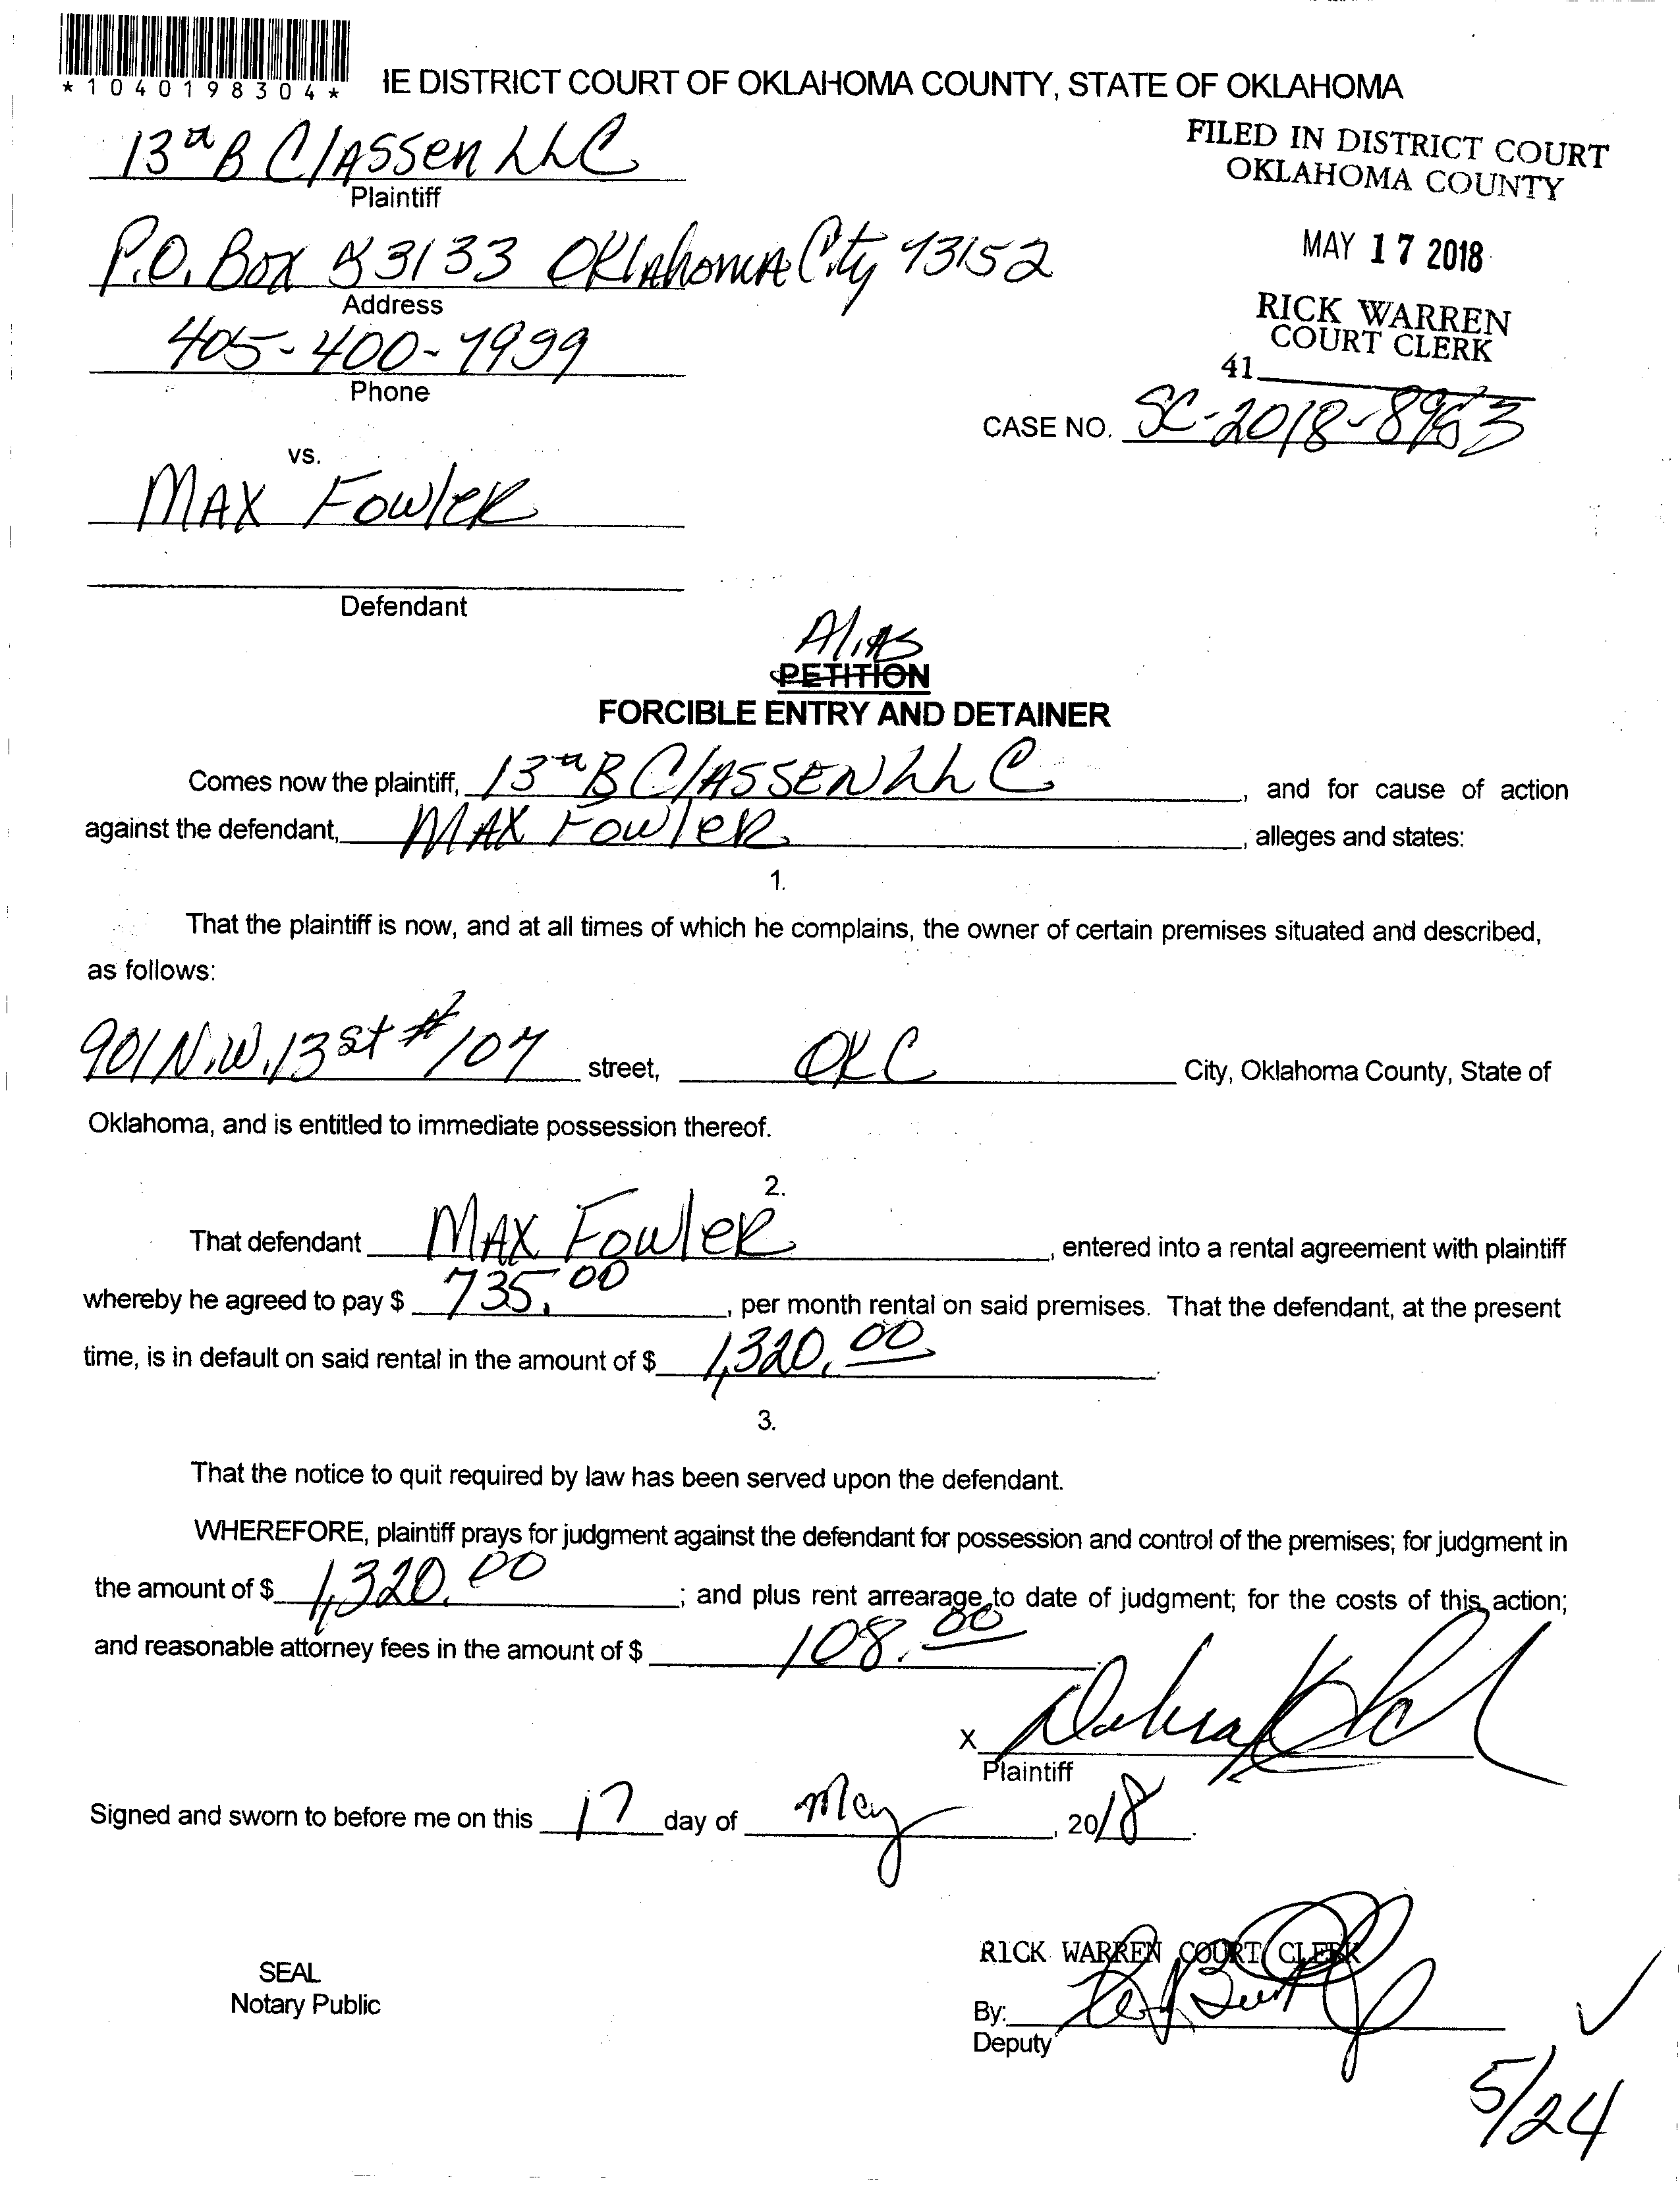 *1040198304*
IE DISTRICT COURT OF OKLAHOMA COUNTY, STATE OF OKLAHOMA
13th B ClAssen LLC
Plaintiff
FILED IN DISTRICT COURT
OKLAHOMA COUNTY
P.O. Box 83133 OKlahomA City 73152
Address
MAY 17 2018
405-400-7999
Phone
RICK WARREN
COURT CLERK
41
CASE NO. SC-2018-8963
vs.
MAX FowleR
Defendant
AliAs
PETITION
FORCIBLE ENTRY AND DETAINER
Comes now the plaintiff, 13th B ClASSEN LLC, and for cause of action
against the defendant, MAX FowleR, alleges and states:
1.
That the plaintiff is now, and at all times of which he complains, the owner of certain premises situated and described,
as follows:
901 N.W. 13 st #107 street, OKC City, Oklahoma County, State of
Oklahoma, and is entitled to immediate possession thereof.
2.
That defendant MAX FowleR, entered into a rental agreement with plaintiff
whereby he agreed to pay $ 735.00, per month rental on said premises. That the defendant, at the present
time, is in default on said rental in the amount of $ 1,320.00.
3.
That the notice to quit required by law has been served upon the defendant.
WHEREFORE, plaintiff prays for judgment against the defendant for possession and control of the premises; for judgment in
the amount of $ 1,320.00; and plus rent arrearage to date of judgment; for the costs of this action;
and reasonable attorney fees in the amount of $ 108.00
X
Plaintiff
Signed and sworn to before me on this 17 day of May, 2018.
RICK WARREN COURT CLERK
SEAL
Notary Public
By:
Deputy
5/24